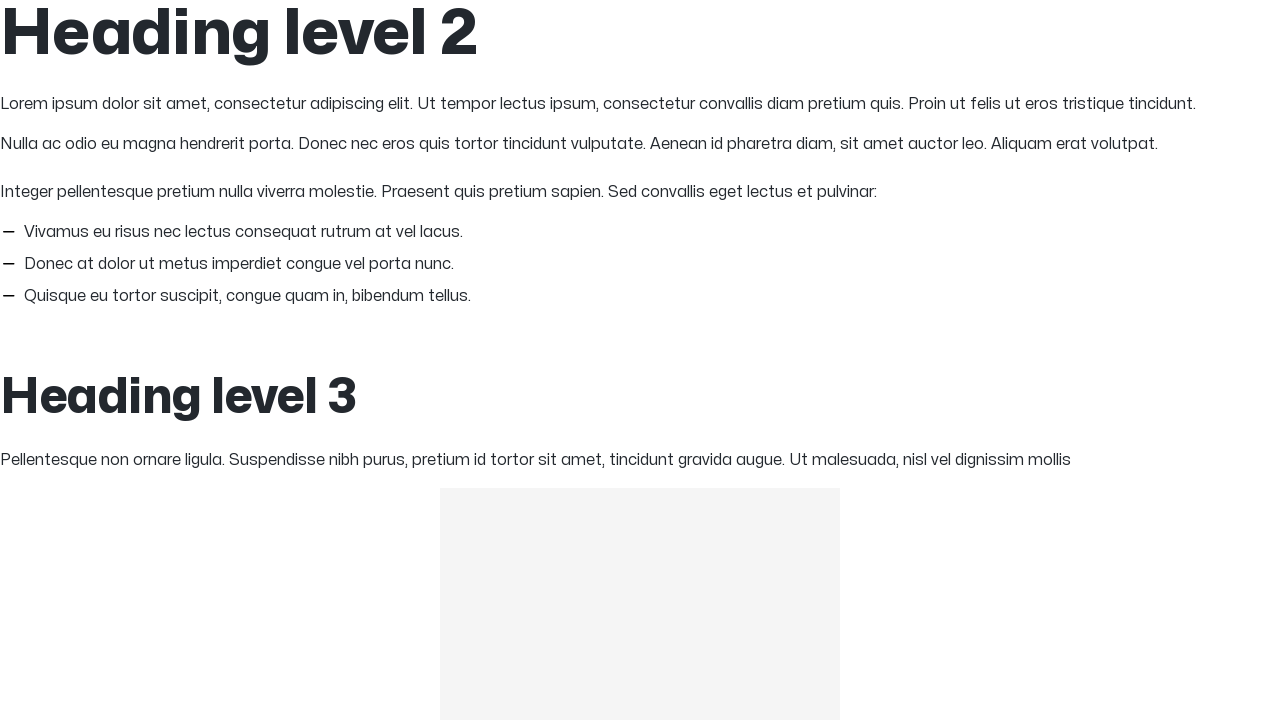 Heading level 2
Lorem ipsum dolor sit amet, consectetur adipiscing elit. Ut tempor lectus ipsum, consectetur convallis diam pretium quis. Proin ut felis ut eros tristique tincidunt.
Nulla ac odio eu magna hendrerit porta. Donec nec eros quis tortor tincidunt vulputate. Aenean id pharetra diam, sit amet auctor leo. Aliquam erat volutpat.
Integer pellentesque pretium nulla viverra molestie. Praesent quis pretium sapien. Sed convallis eget lectus et pulvinar:
— Vivamus eu risus nec lectus consequat rutrum at vel lacus.
— Donec at dolor ut metus imperdiet congue vel porta nunc.
— Quisque eu tortor suscipit, congue quam in, bibendum tellus.
Heading level 3
Pellentesque non ornare ligula. Suspendisse nibh purus, pretium id tortor sit amet, tincidunt gravida augue. Ut malesuada, nisl vel dignissim mollis